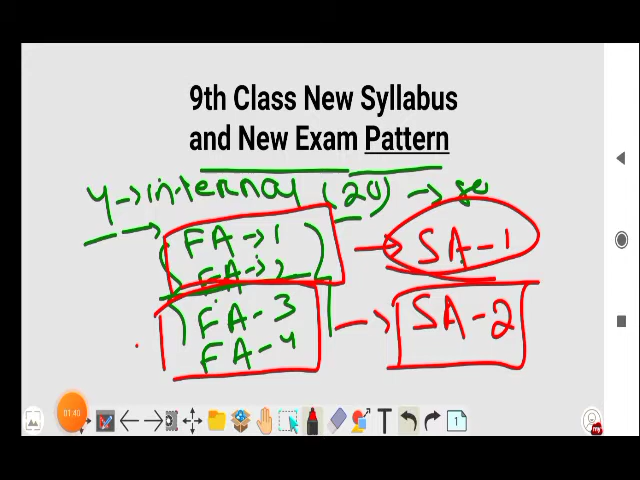 9th Class New Syllabus
and New Exam Pattern
4→internal (20) →
FA→1 → SA-1
FA→2
FA-3 → SA-2
FA-4
01:40
T 1